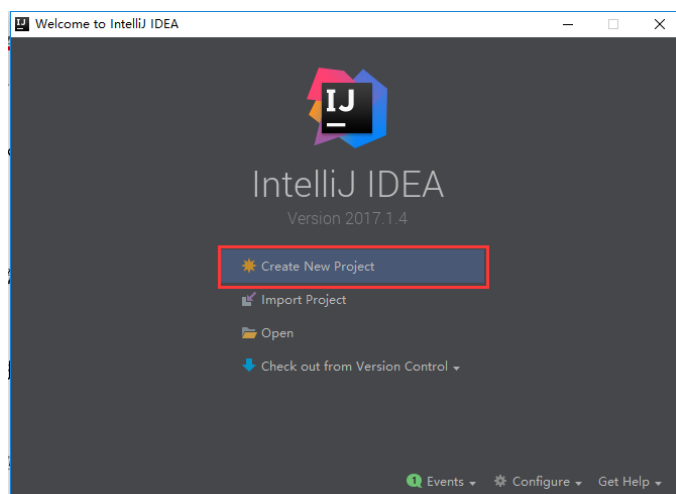 Welcome to IntelliJ IDEA
IJ
IntelliJ IDEA
Version 2017.1.4
Create New Project
Import Project
Open
Check out from Version Control
1 Events Configure Get Help